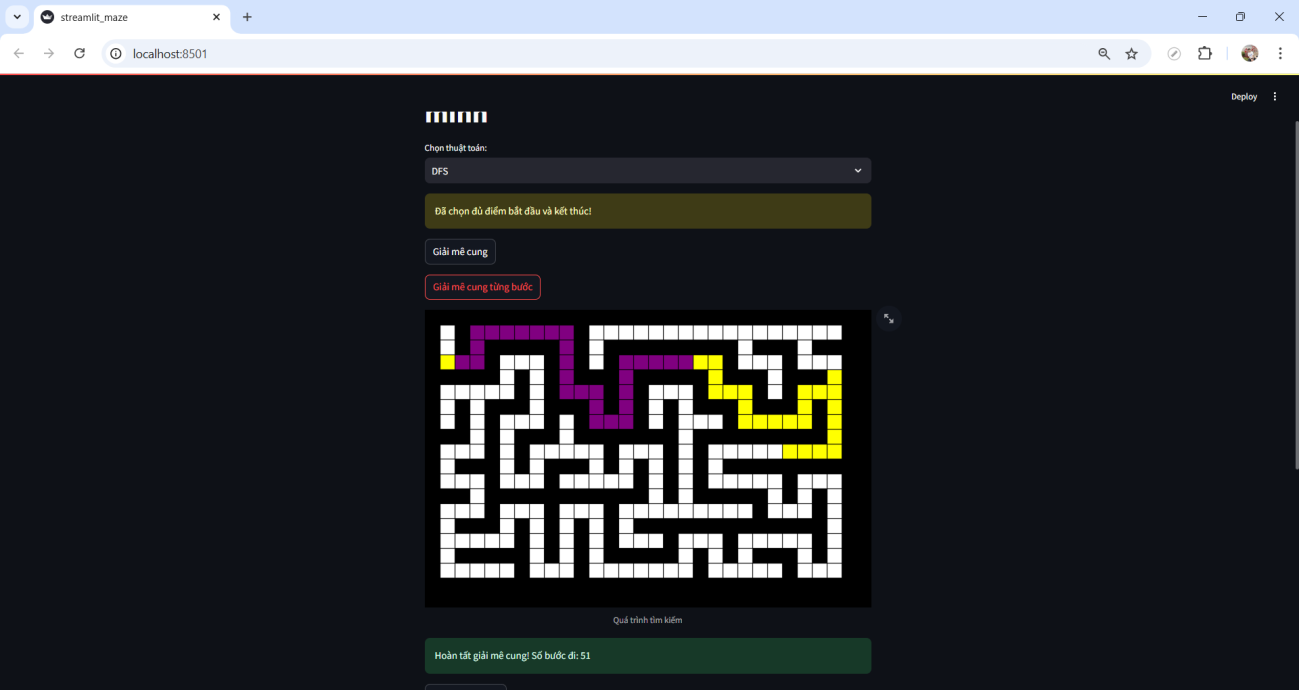 streamlit_maze
localhost:8501
Deploy
Chọn thuật toán:
DFS
Đã chọn đủ điểm bắt đầu và kết thúc!
Giải mê cung
Giải mê cung từng bước
Quá trình tìm kiếm
Hoàn tất giải mê cung! Số bước đi: 51